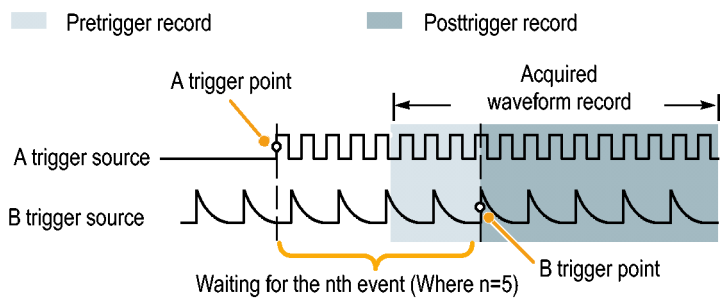 Pretrigger record
Posttrigger record
A trigger point
Acquired
waveform record
A trigger source
B trigger source
B trigger point
Waiting for the nth event (Where n=5)